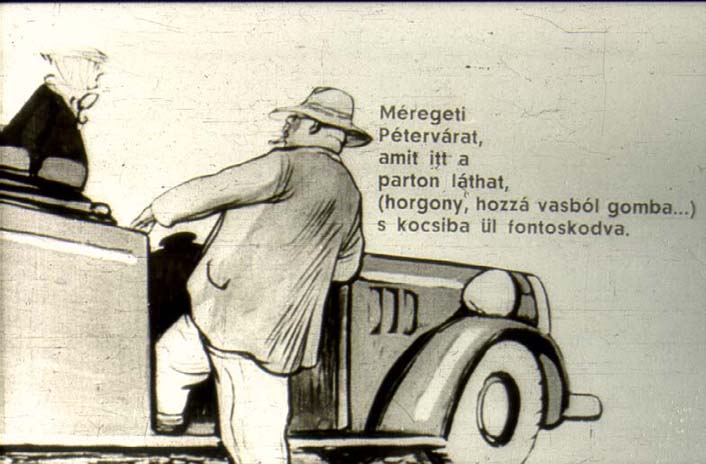 Méregeti
Pétervárat,
amit itt a
parton láthat,
(horgony, hozzá vasból gomba...)
s kocsiba ül fontoskodva.